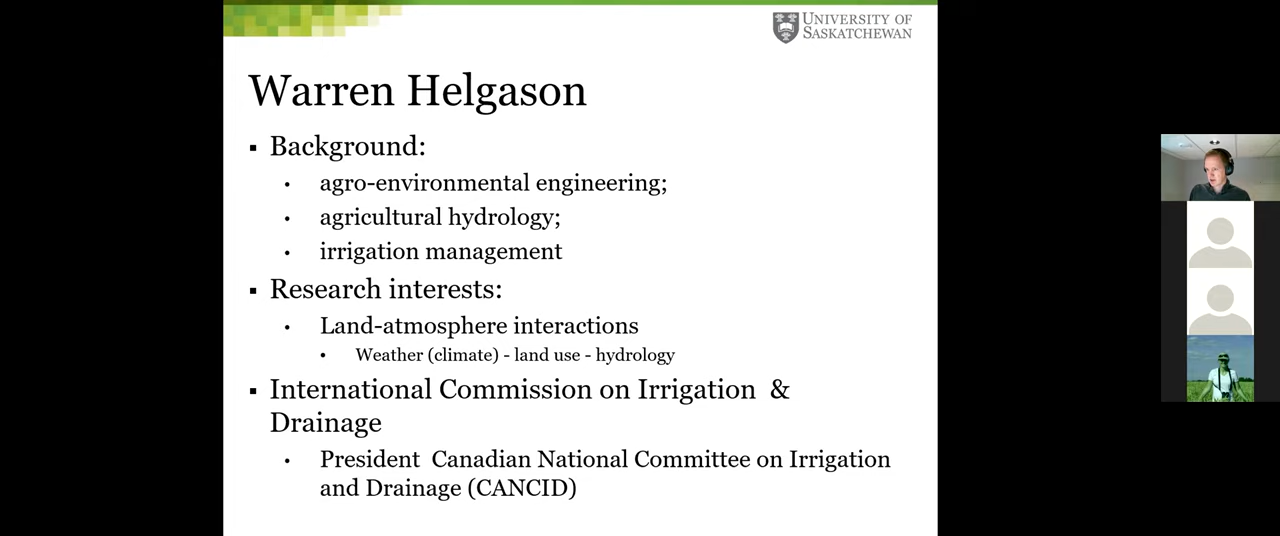 UNIVERSITY OF
SASKATCHEWAN
Warren Helgason
▪ Background:
• agro-environmental engineering;
• agricultural hydrology;
• irrigation management
▪ Research interests:
• Land-atmosphere interactions
• Weather (climate) - land use - hydrology
▪ International Commission on Irrigation &
Drainage
• President Canadian National Committee on Irrigation
and Drainage (CANCID)